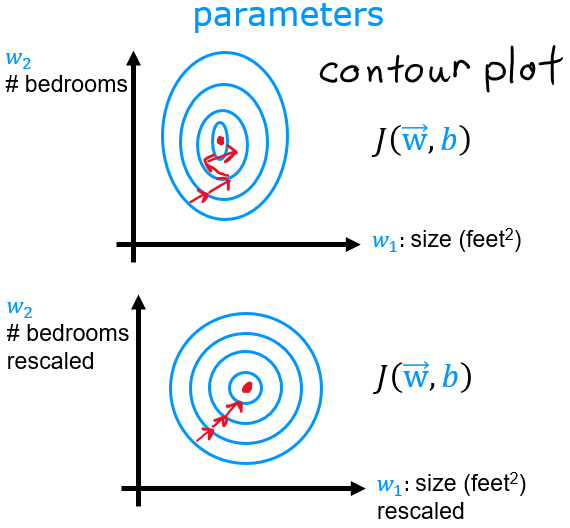 parameters
w₂
# bedrooms
contour plot
J(w⃗, b)
w₁: size (feet²)
w₂
# bedrooms
rescaled
J(w⃗, b)
w₁: size (feet²)
rescaled